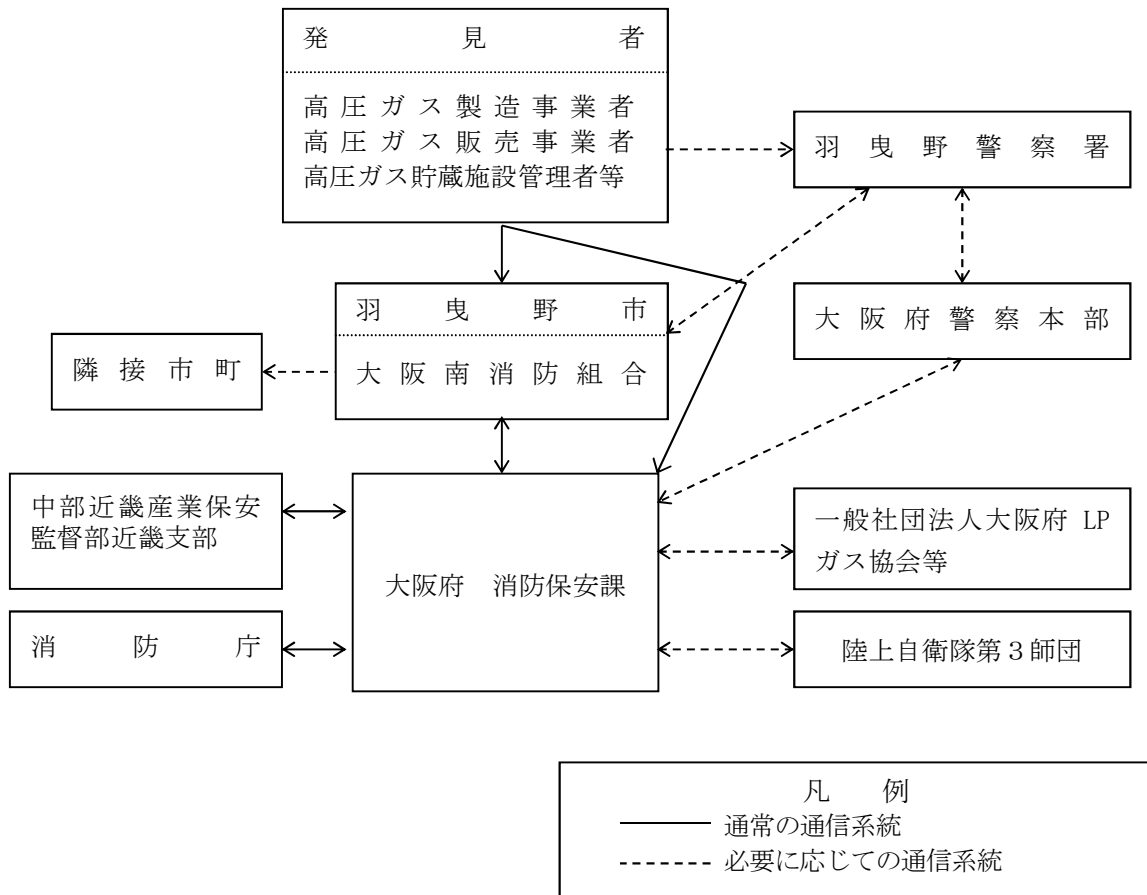 発見者
高圧ガス製造事業者
高圧ガス販売事業者
高圧ガス貯蔵施設管理者等
羽曳野警察署
羽曳野市
大阪南消防組合
大阪府警察本部
隣接市町
中部近畿産業保安
監督部近畿支部
大阪府 消防保安課
一般社団法人大阪府 LP
ガス協会等
消防庁
陸上自衛隊第３師団
凡例
通常の通信系統
必要に応じての通信系統